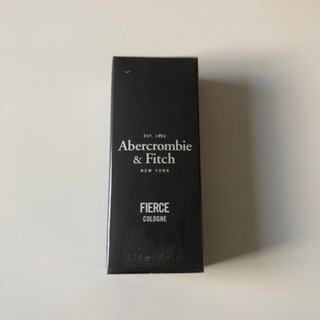 EST. 1892
Abercrombie
& Fitch
NEW YORK
FIERCE
COLOGNE